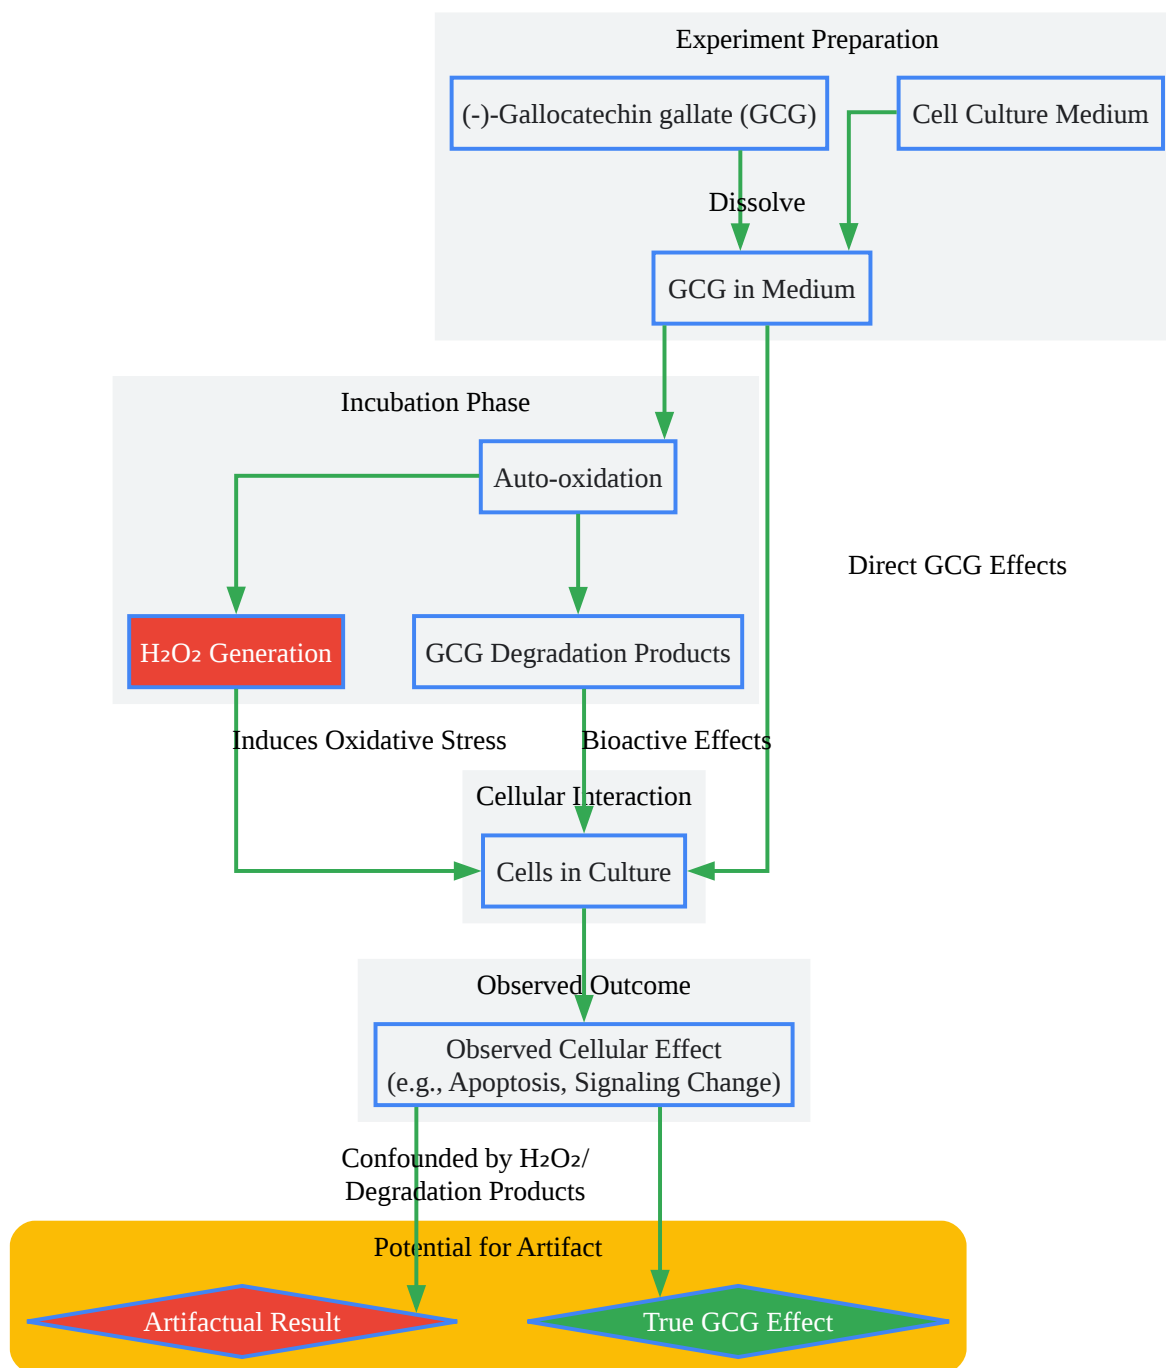 Experiment Preparation
(-)-Gallocatechin gallate (GCG)
Cell Culture Medium
Dissolve
GCG in Medium
Incubation Phase
Auto-oxidation
Direct GCG Effects
H₂O₂ Generation
GCG Degradation Products
Induces Oxidative Stress
Bioactive Effects
Cellular Interaction
Cells in Culture
Observed Outcome
Observed Cellular Effect
(e.g., Apoptosis, Signaling Change)
Confounded by H₂O₂/
Degradation Products
Potential for Artifact
Artifactual Result
True GCG Effect